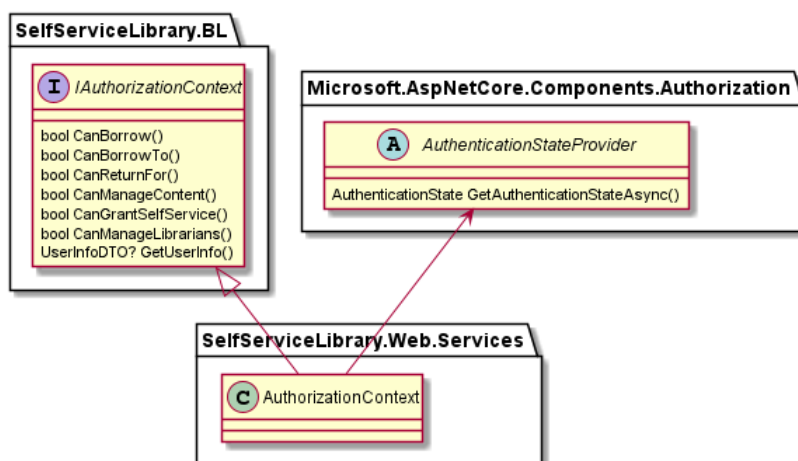 SelfServiceLibrary.BL
I IAuthorizationContext
bool CanBorrow()
bool CanBorrowTo()
bool CanReturnFor()
bool CanManageContent()
bool CanGrantSelfService()
bool CanManageLibrarians()
UserInfoDTO? GetUserInfo()
Microsoft.AspNetCore.Components.Authorization
A AuthenticationStateProvider
AuthenticationState GetAuthenticationStateAsync()
SelfServiceLibrary.Web.Services
C AuthorizationContext